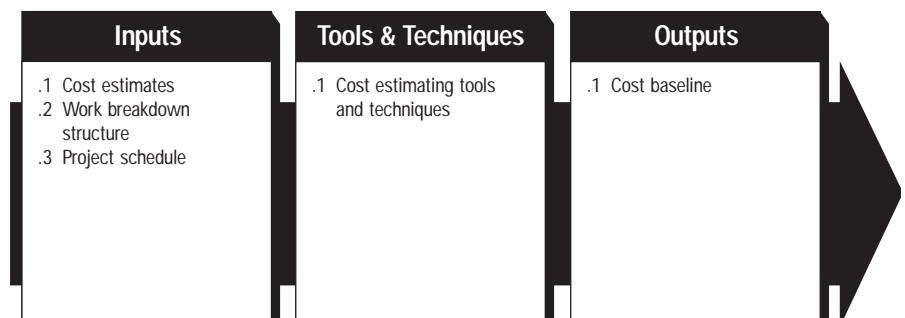 Inputs
.1 Cost estimates
.2 Work breakdown
structure
.3 Project schedule
Tools & Techniques
.1 Cost estimating tools
and techniques
Outputs
.1 Cost baseline